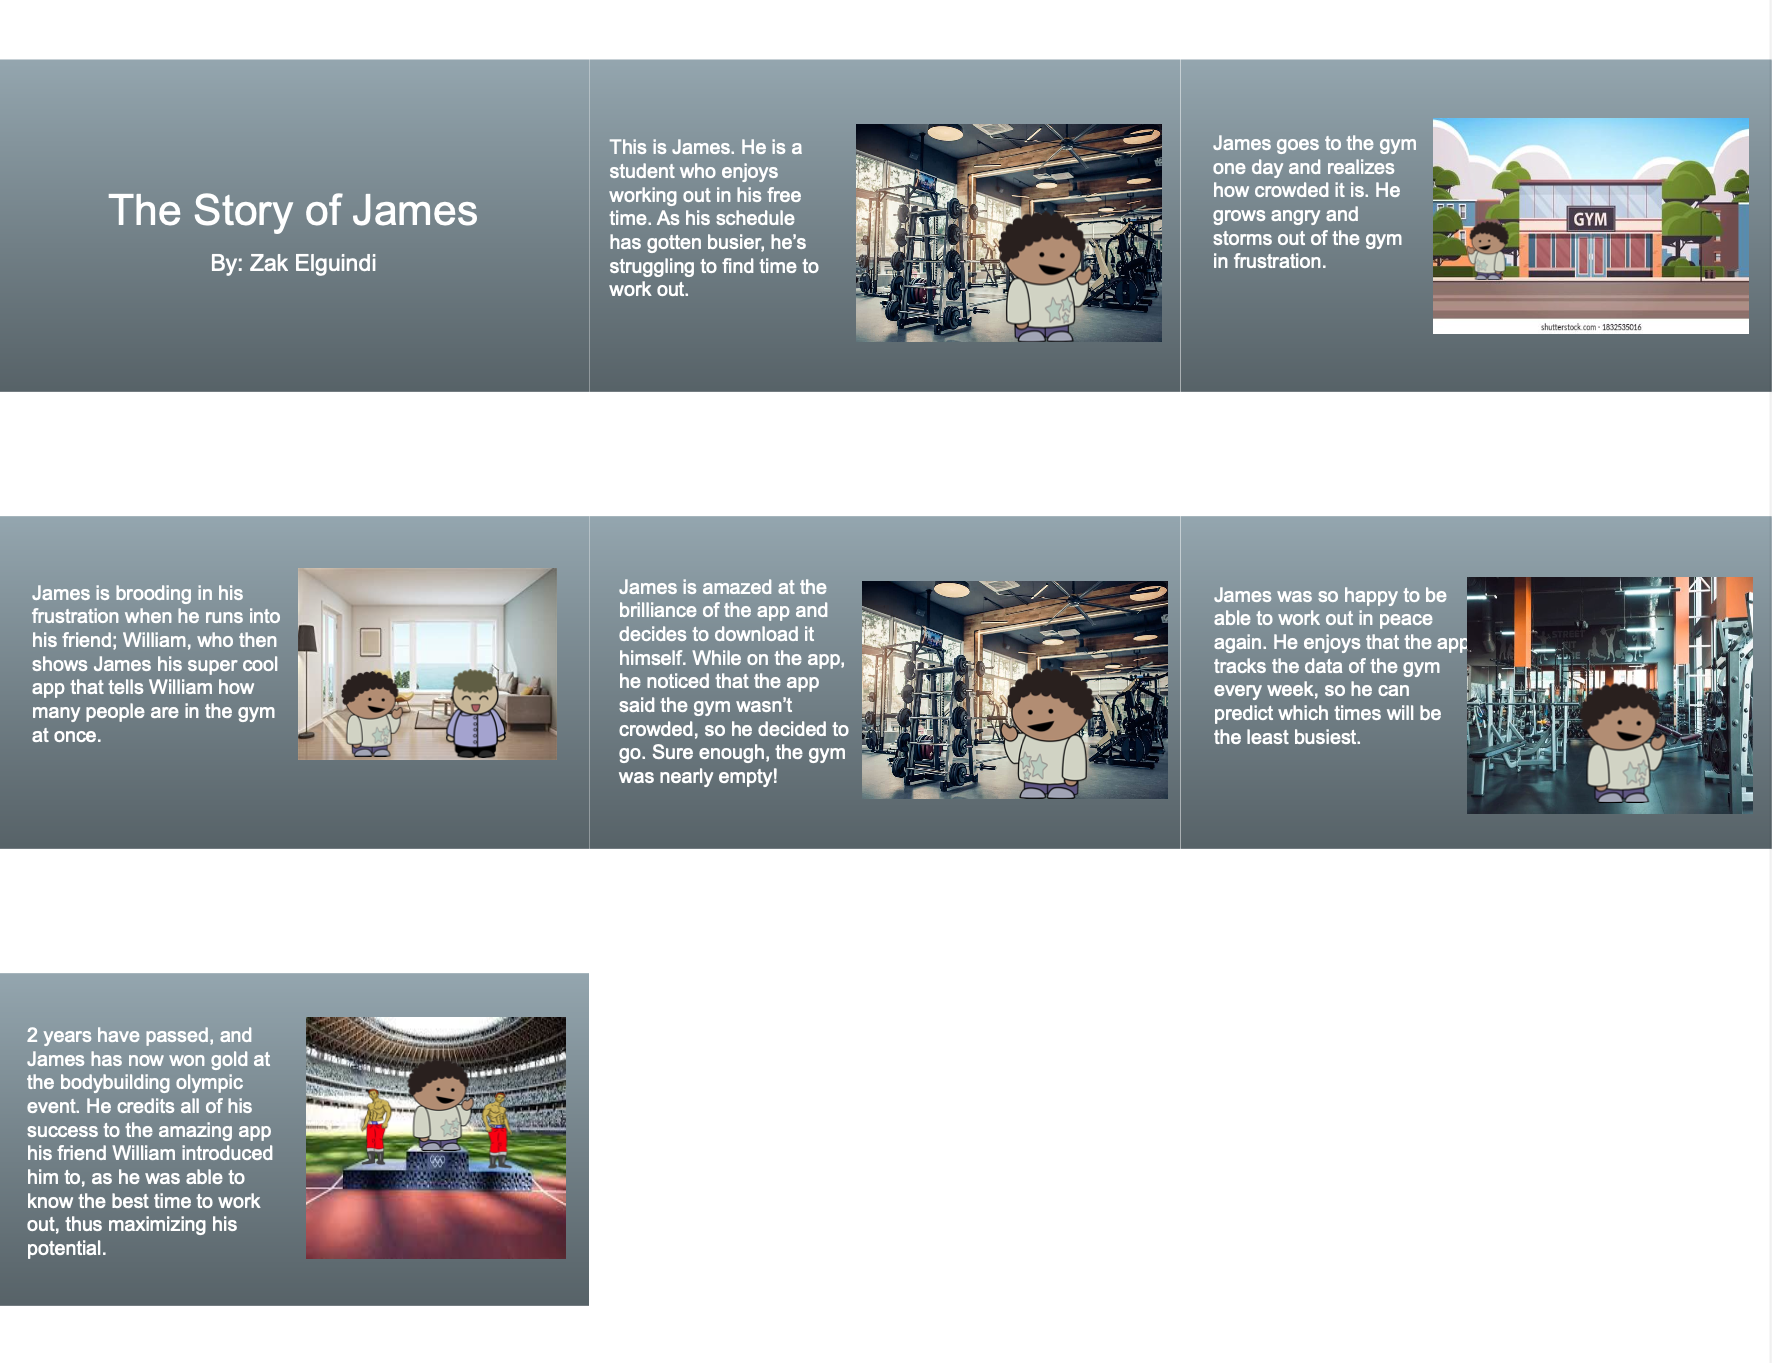 The Story of James
By: Zak Elguindi
This is James. He is a
student who enjoys
working out in his free
time. As his schedule
has gotten busier, he's
struggling to find time to
work out.
James goes to the gym
one day and realizes
how crowded it is. He
grows angry and
storms out of the gym
in frustration.
GYM
shutterstock.com · 1832535016
James is brooding in his
frustration when he runs into
his friend; William, who then
shows James his super cool
app that tells William how
many people are in the gym
at once.
James is amazed at the
brilliance of the app and
decides to download it
himself. While on the app,
he noticed that the app
said the gym wasn't
crowded, so he decided to
go. Sure enough, the gym
was nearly empty!
James was so happy to be
able to work out in peace
again. He enjoys that the app
tracks the data of the gym
every week, so he can
predict which times will be
the least busiest.
2 years have passed, and
James has now won gold at
the bodybuilding olympic
event. He credits all of his
success to the amazing app
his friend William introduced
him to, as he was able to
know the best time to work
out, thus maximizing his
potential.